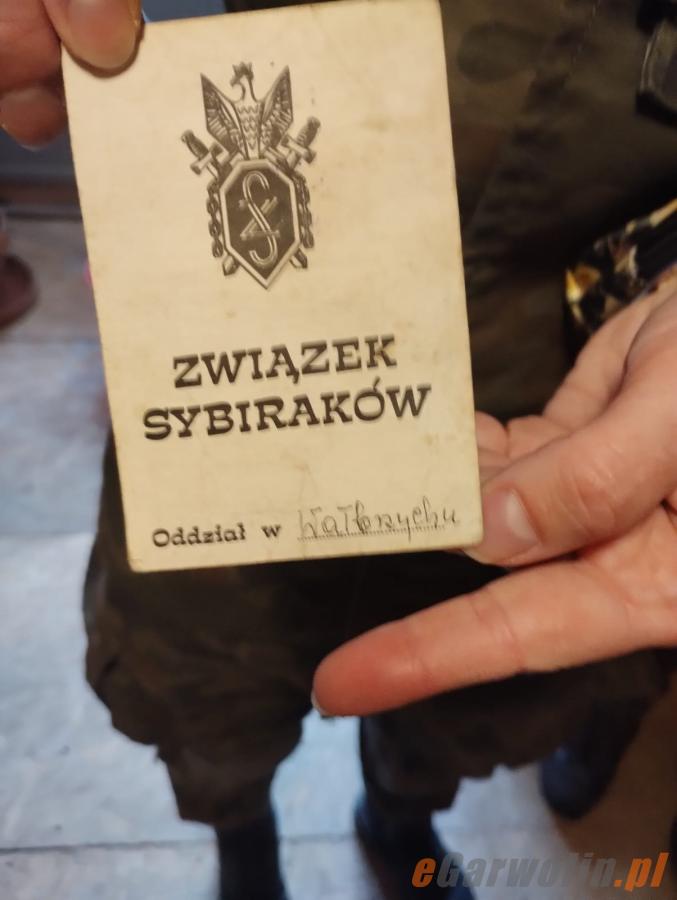 ZWIĄZEK
SYBIRAKÓW
Oddział w Wałbrzychu
eGarwolin.pl